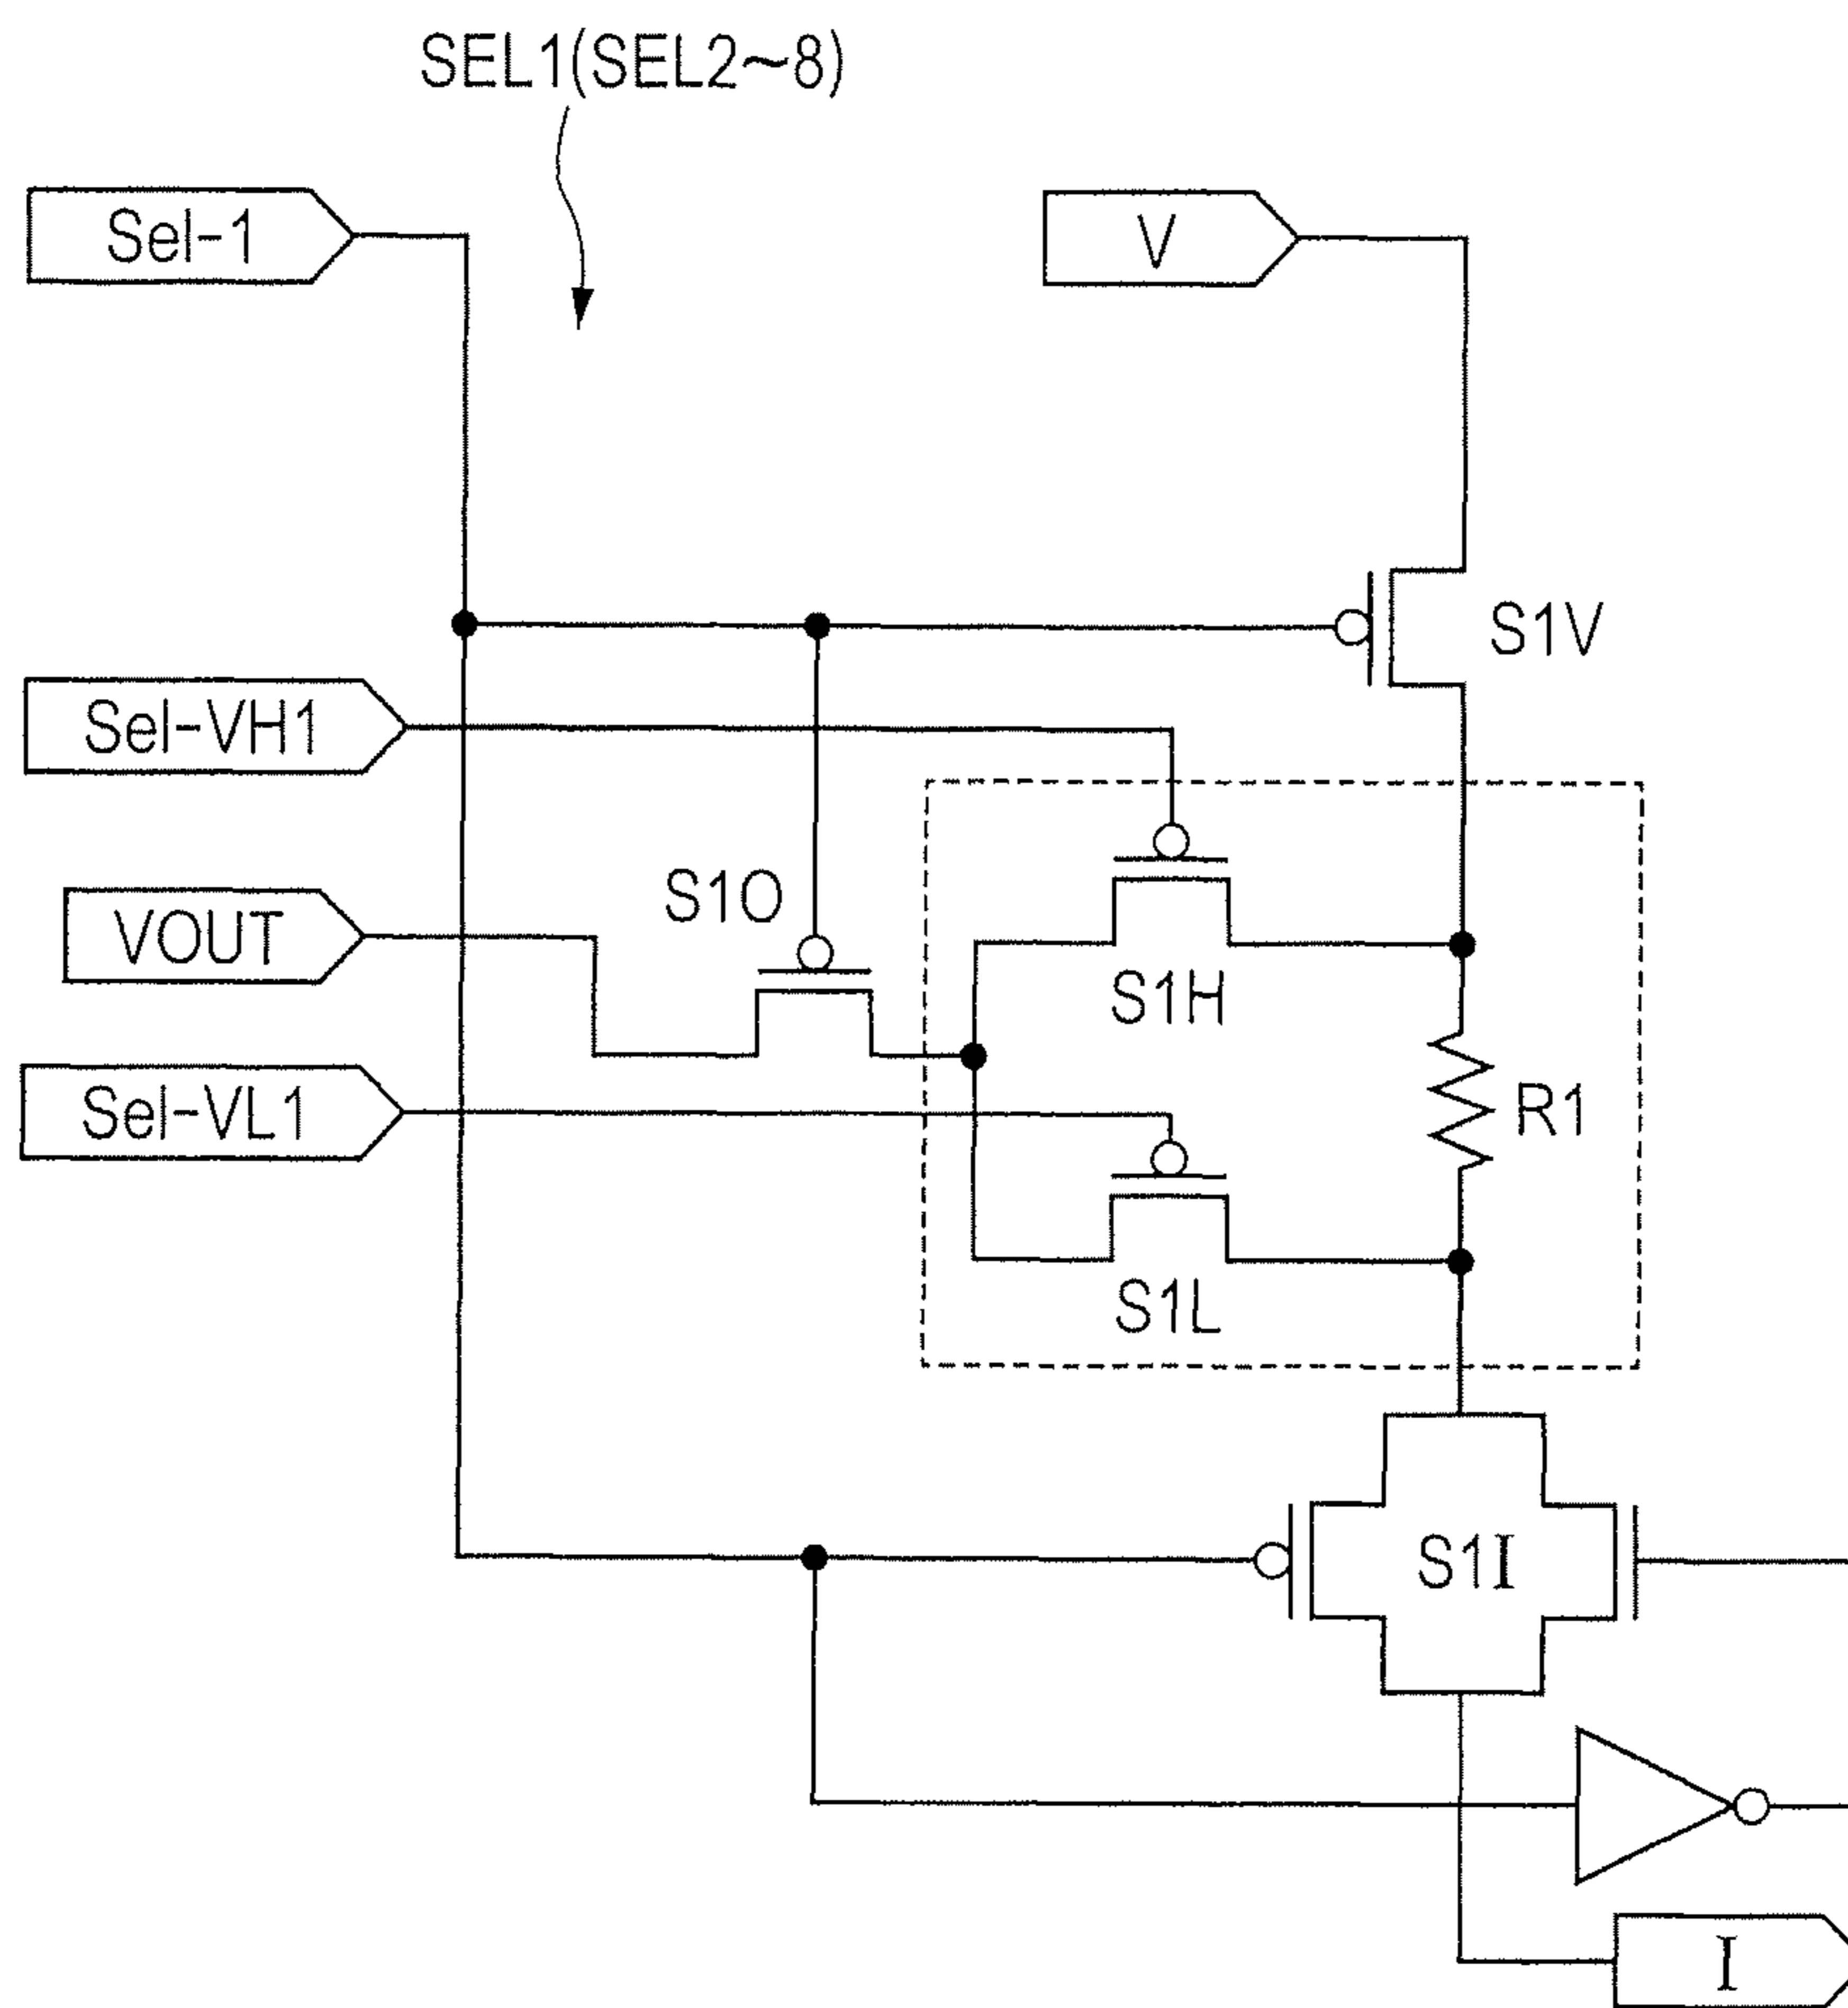 SEL1(SEL2~8)
Sel-1
V
S1V
Sel-VH1
S1O
VOUT
S1H
Sel-VL1
R1
S1L
S1I
I